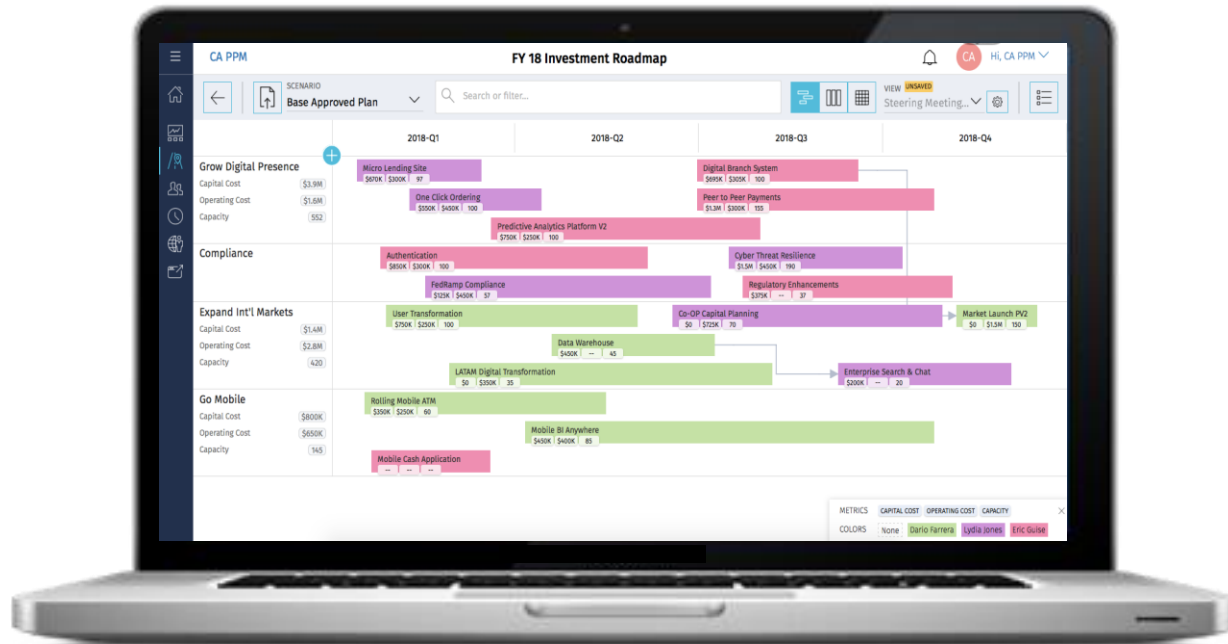 CA PPM
FY 18 Investment Roadmap
CA
Hi, CA PPM
SCENARIO
Base Approved Plan
Search or filter...
VIEW UNSAVED
Steering Meeting...
2018-Q1 2018-Q2 2018-Q3 2018-Q4
Grow Digital Presence
Capital Cost $3.9M
Operating Cost $1.6M
Capacity 552
Micro Lending Site
$670K $300K 97
Digital Branch System
$695K $305K 100
One Click Ordering
$550K $450K 100
Peer to Peer Payments
$1.3M $300K 155
Predictive Analytics Platform V2
$750K $250K 100
Compliance
Authentication
$850K $300K 100
Cyber Threat Resilience
$1.5M $450K 190
FedRamp Compliance
$125K $450K 57
Regulatory Enhancements
$375K -- 37
Expand Int'l Markets
Capital Cost $1.4M
Operating Cost $2.8M
Capacity 420
User Transformation
$750K $250K 100
Co-OP Capital Planning
$0 $725K 70
Market Launch PV2
$0 $1.5M 150
Data Warehouse
$450K -- 45
LATAM Digital Transformation
$0 $350K 35
Enterprise Search & Chat
$200K -- 20
Go Mobile
Capital Cost $800K
Operating Cost $650K
Capacity 145
Rolling Mobile ATM
$350K $250K 60
Mobile BI Anywhere
$450K $400K 85
Mobile Cash Application
-- -- --
METRICS CAPITAL COST OPERATING COST CAPACITY
COLORS None Dario Farrera Lydia Jones Eric Guise